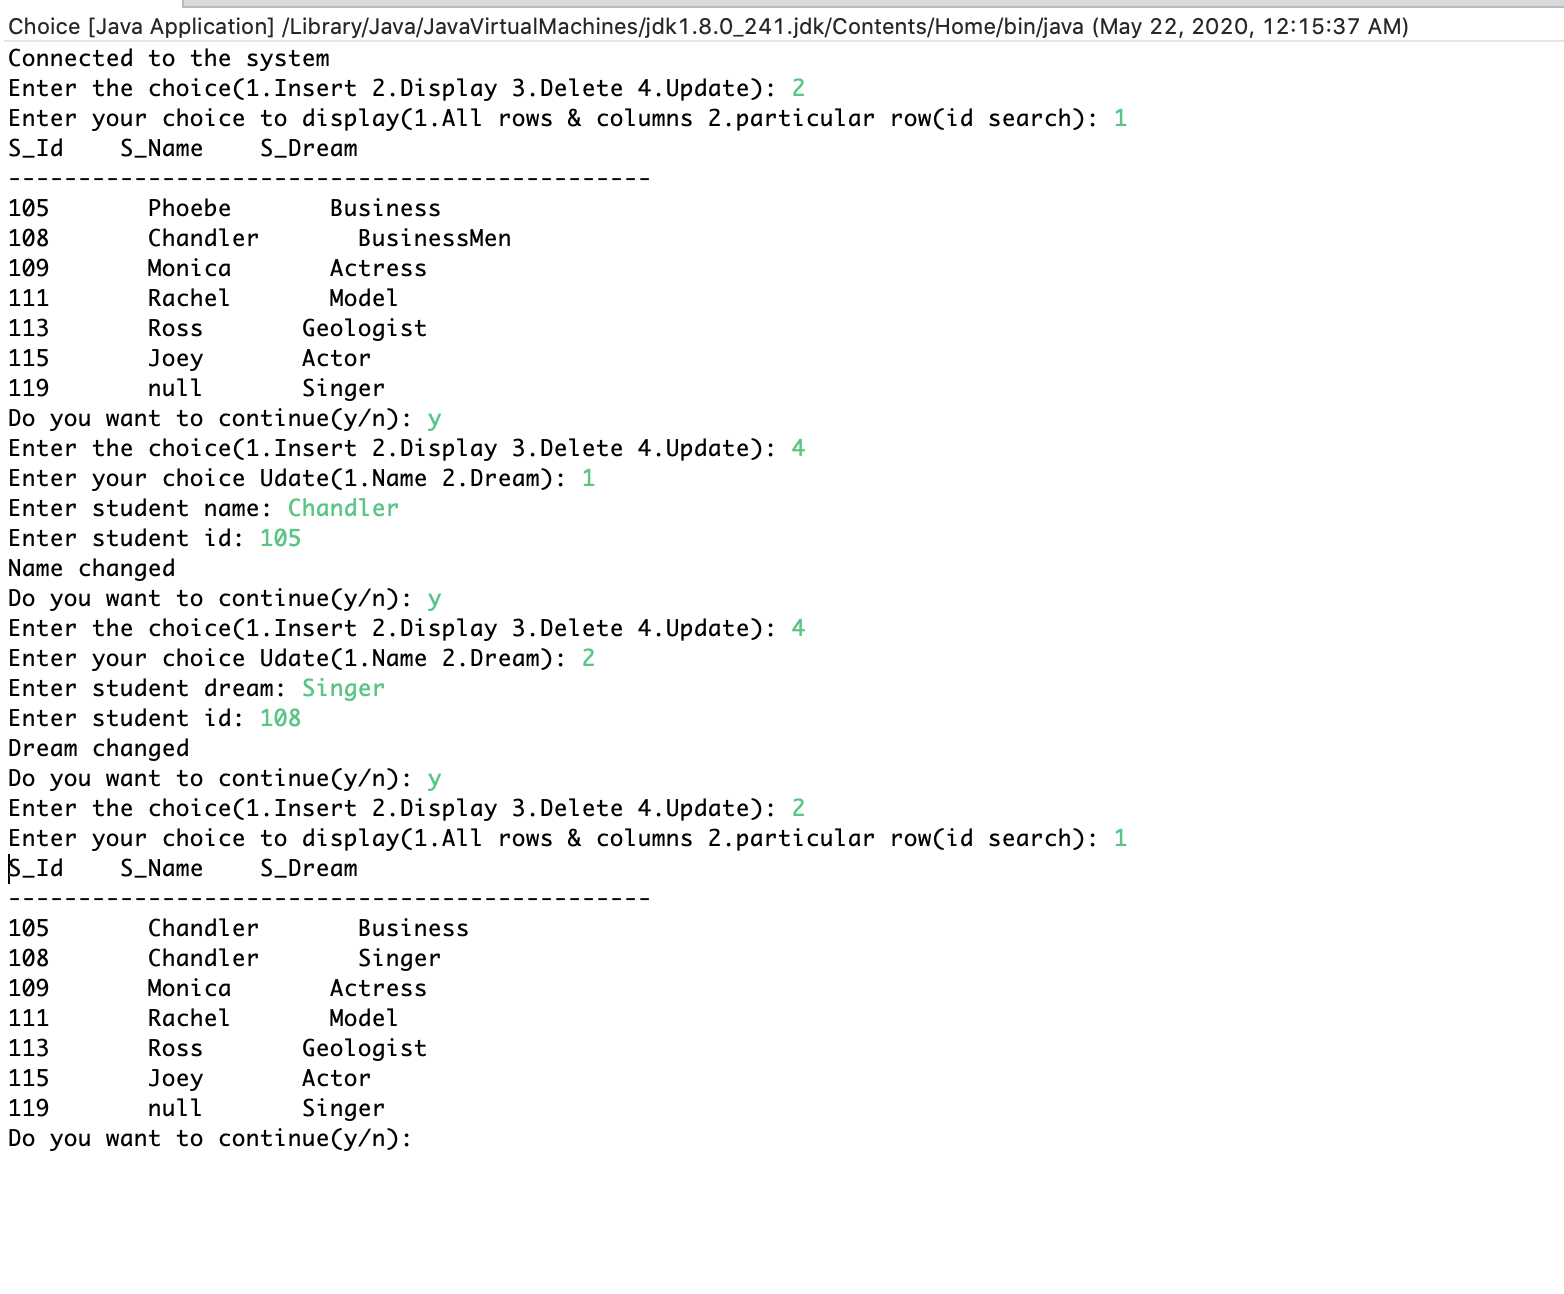 Choice [Java Application] /Library/Java/JavaVirtualMachines/jdk1.8.0_241.jdk/Contents/Home/bin/java (May 22, 2020, 12:15:37 AM)
Connected to the system
Enter the choice(1.Insert 2.Display 3.Delete 4.Update): 2
Enter your choice to display(1.All rows & columns 2.particular row(id search): 1
S_Id    S_Name    S_Dream
----------------------------------------------
105       Phoebe       Business
108       Chandler       BusinessMen
109       Monica       Actress
111       Rachel       Model
113       Ross       Geologist
115       Joey       Actor
119       null       Singer
Do you want to continue(y/n): y
Enter the choice(1.Insert 2.Display 3.Delete 4.Update): 4
Enter your choice Udate(1.Name 2.Dream): 1
Enter student name: Chandler
Enter student id: 105
Name changed
Do you want to continue(y/n): y
Enter the choice(1.Insert 2.Display 3.Delete 4.Update): 4
Enter your choice Udate(1.Name 2.Dream): 2
Enter student dream: Singer
Enter student id: 108
Dream changed
Do you want to continue(y/n): y
Enter the choice(1.Insert 2.Display 3.Delete 4.Update): 2
Enter your choice to display(1.All rows & columns 2.particular row(id search): 1
S_Id    S_Name    S_Dream
----------------------------------------------
105       Chandler       Business
108       Chandler       Singer
109       Monica       Actress
111       Rachel       Model
113       Ross       Geologist
115       Joey       Actor
119       null       Singer
Do you want to continue(y/n):